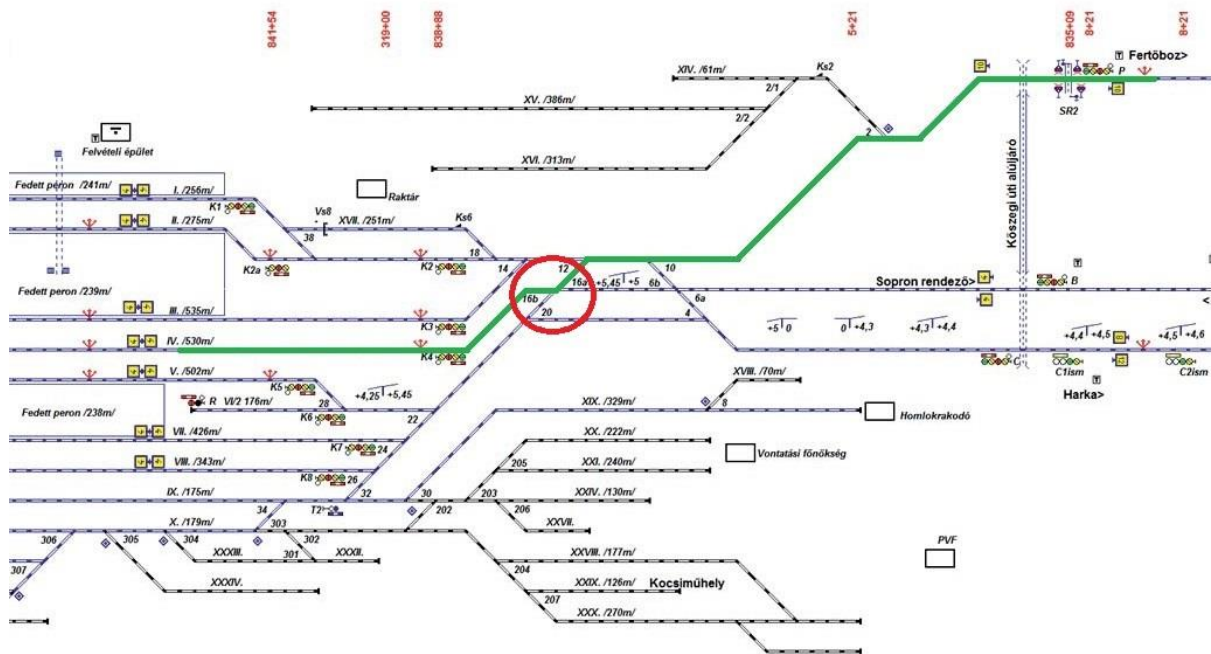 841+54
319+00
838+88
5+21
835+09
8+21
8+21
T Fertőboz>
XIV. /61m/
Ks2
P
2/1
XV. /386m/
SR2
2/2
T
2
Felvételi épület
XVI. /313m/
Fedett peron /241m/
I. /256m/
K1
Raktár
Vs8
XVII. /251m/
Ks6
II. /275m/
38
18
Kőszegi úti aluljáró
K2a
K2
14
12
10
T
16a
+5,45
+5
6b
Sopron rendező>
B
<
Fedett peron /239m/
16b
6a
III. /535m/
20
4
K3
+5
0
0
+4,3
+4,3
+4,4
+4,4
+4,5
+4,5
+4,6
IV. /530m/
K4
C
C1ism
C2ism
V. /502m/
XVIII. /70m/
T
K5
+4,25
+5,45
Harka>
R
VI/2 176m/
28
XIX. /329m/
8
Homlokrakodó
Fedett peron /238m/
K6
22
VII. /426m/
XX. /222m/
K7
24
Vontatási főnökség
VIII. /343m/
205
XXI. /240m/
K8
26
IX. /175m/
32
30
203
XXIV. /130m/
34
T2
202
206
X. /179m/
303
XXVII.
306
305
304
302
PVF
XXXIII.
301
XXXII.
XXVIII. /177m/
307
204
XXXIV.
XXIX. /126m/
Kocsiműhely
207
XXX. /270m/